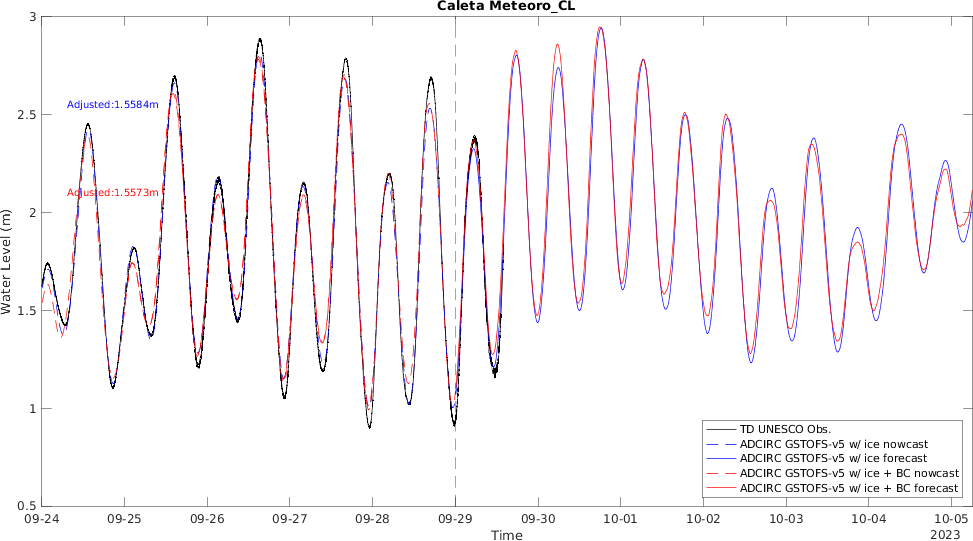 Caleta Meteoro_CL
Water Level (m)
3
2.5
2
1.5
1
0.5
Adjusted:1.5584m
Adjusted:1.5573m
TD UNESCO Obs.
ADCIRC GSTOFS-v5 w/ ice nowcast
ADCIRC GSTOFS-v5 w/ ice forecast
ADCIRC GSTOFS-v5 w/ ice + BC nowcast
ADCIRC GSTOFS-v5 w/ ice + BC forecast
09-24 09-25 09-26 09-27 09-28 09-29 09-30 10-01 10-02 10-03 10-04 10-05
Time
2023